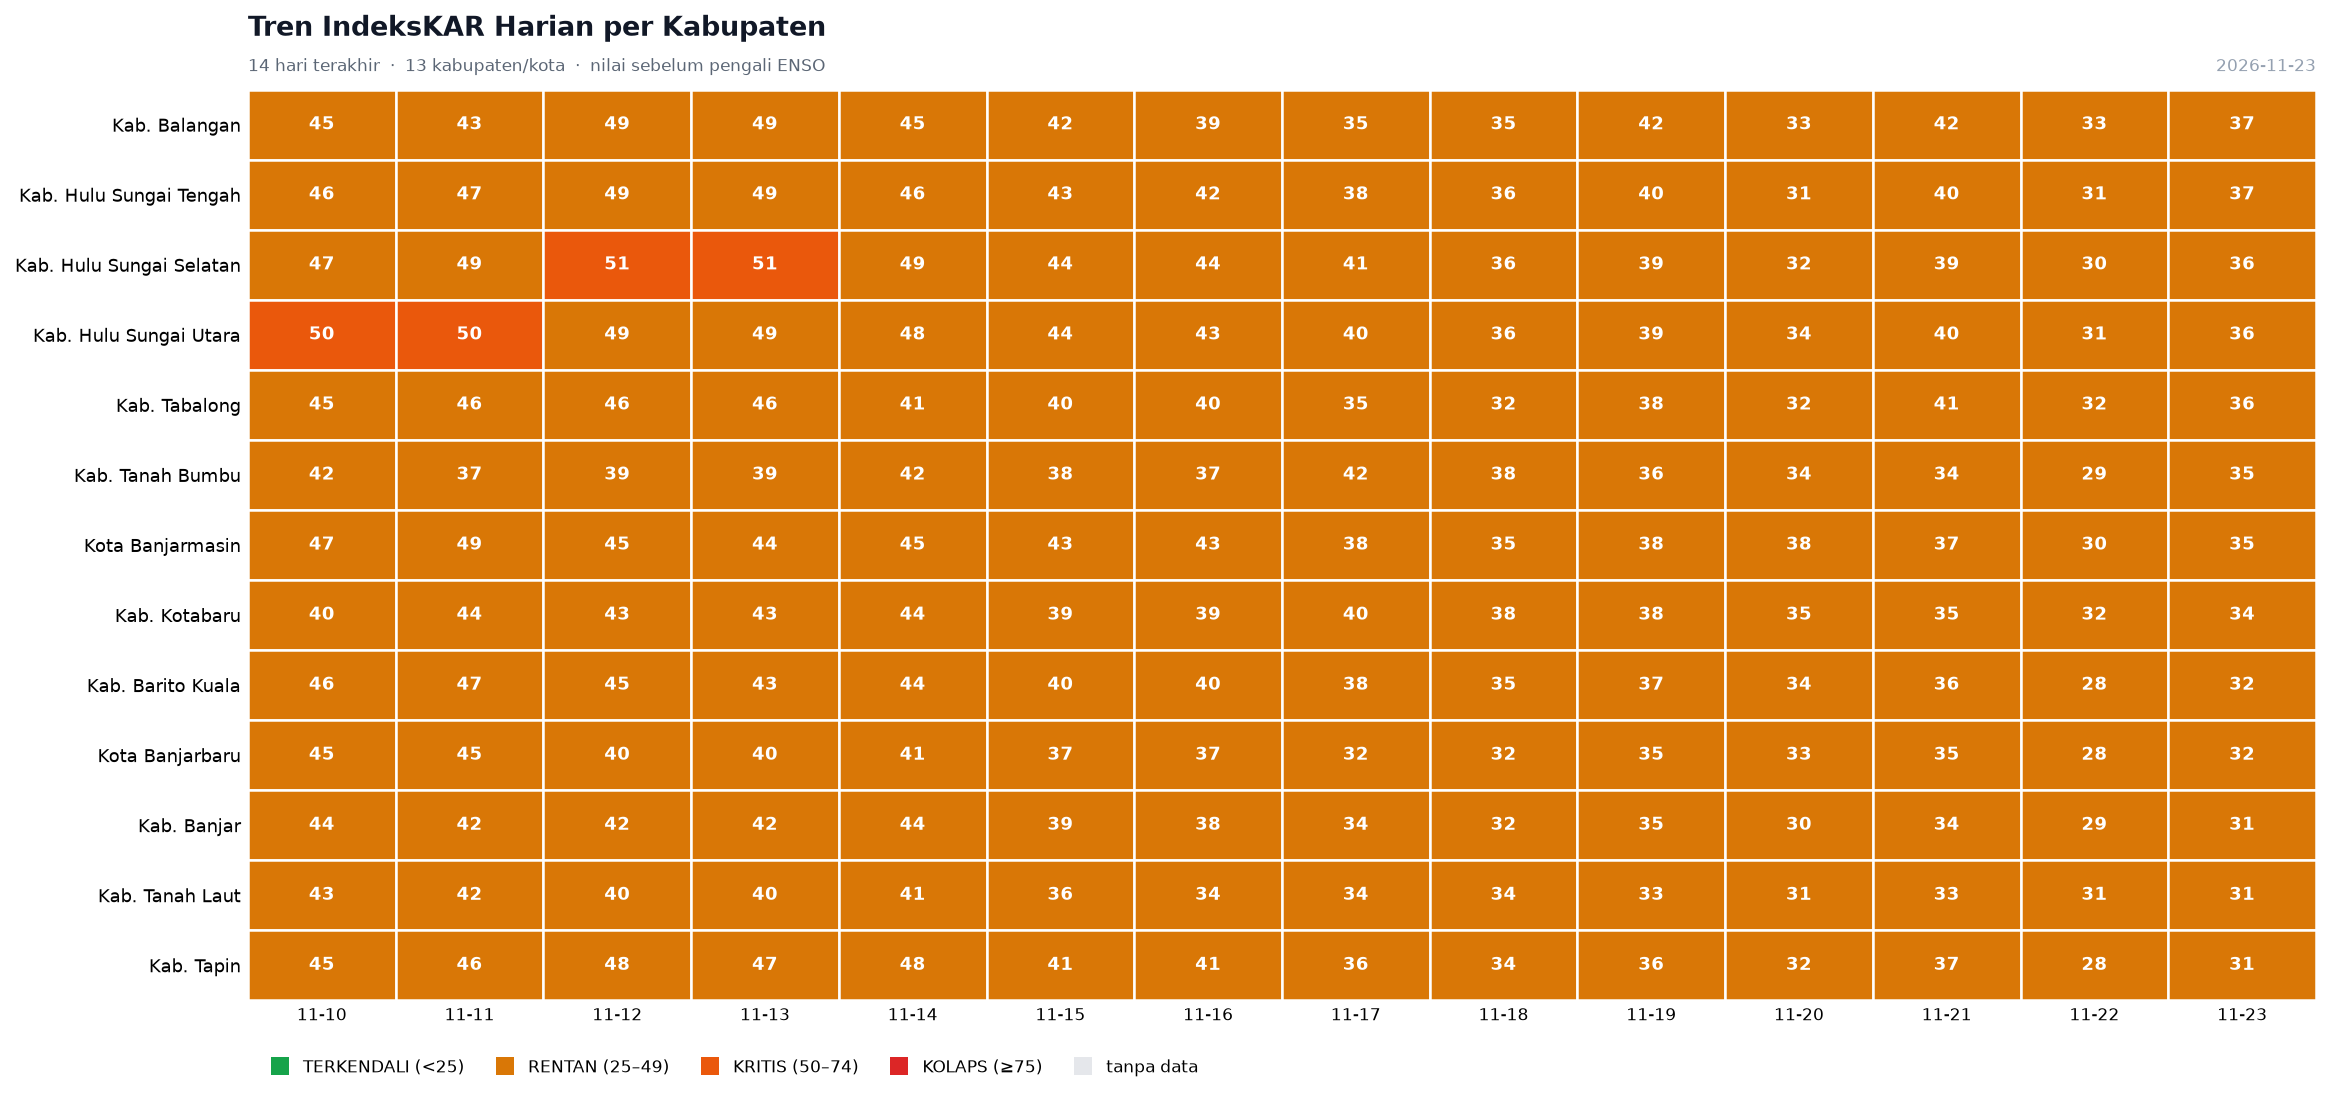 Tren IndeksKAR Harian per Kabupaten
14 hari terakhir · 13 kabupaten/kota · nilai sebelum pengali ENSO 2026-11-23
Kab. Balangan 45 43 49 49 45 42 39 35 35 42 33 42 33 37
Kab. Hulu Sungai Tengah 46 47 49 49 46 43 42 38 36 40 31 40 31 37
Kab. Hulu Sungai Selatan 47 49 51 51 49 44 44 41 36 39 32 39 30 36
Kab. Hulu Sungai Utara 50 50 49 49 48 44 43 40 36 39 34 40 31 36
Kab. Tabalong 45 46 46 46 41 40 40 35 32 38 32 41 32 36
Kab. Tanah Bumbu 42 37 39 39 42 38 37 42 38 36 34 34 29 35
Kota Banjarmasin 47 49 45 44 45 43 43 38 35 38 38 37 30 35
Kab. Kotabaru 40 44 43 43 44 39 39 40 38 38 35 35 32 34
Kab. Barito Kuala 46 47 45 43 44 40 40 38 35 37 34 36 28 32
Kota Banjarbaru 45 45 40 40 41 37 37 32 32 35 33 35 28 32
Kab. Banjar 44 42 42 42 44 39 38 34 32 35 30 34 29 31
Kab. Tanah Laut 43 42 40 40 41 36 34 34 34 33 31 33 31 31
Kab. Tapin 45 46 48 47 48 41 41 36 34 36 32 37 28 31
11-10 11-11 11-12 11-13 11-14 11-15 11-16 11-17 11-18 11-19 11-20 11-21 11-22 11-23
TERKENDALI (<25) RENTAN (25–49) KRITIS (50–74) KOLAPS (≥75) tanpa data